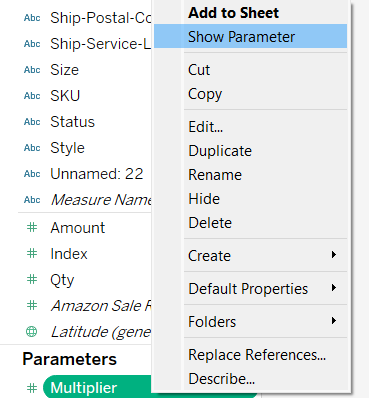 Abc Ship-Postal-Co
Abc Ship-Service-L
Abc Size
Abc SKU
Abc Status
Abc Style
Abc Unnamed: 22
Abc Measure Name
# Amount
# Index
# Qty
# Amazon Sale R
Latitude (gene
Parameters
# Multiplier
Add to Sheet
Show Parameter
Cut
Copy
Edit...
Duplicate
Rename
Hide
Delete
Create
Default Properties
Folders
Replace References...
Describe...